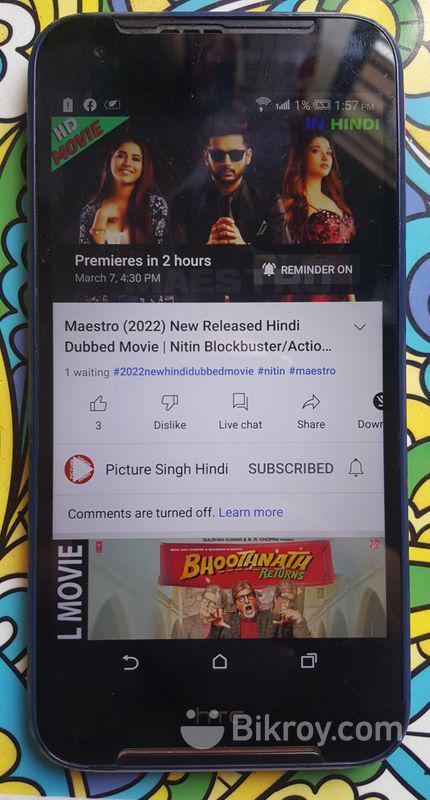 1% 1:57 PM
HD MOVIE
IN HINDI
Premieres in 2 hours
March 7, 4:30 PM
REMINDER ON
Maestro (2022) New Released Hindi
Dubbed Movie | Nitin Blockbuster/Actio...
1 waiting #2022newhindidubbedmovie #nitin #maestro
3 Dislike Live chat Share Down
Picture Singh Hindi SUBSCRIBED
Comments are turned off. Learn more
L MOVIE
BHOOTHNATH
RETURNS
hTC
Bikroy.com